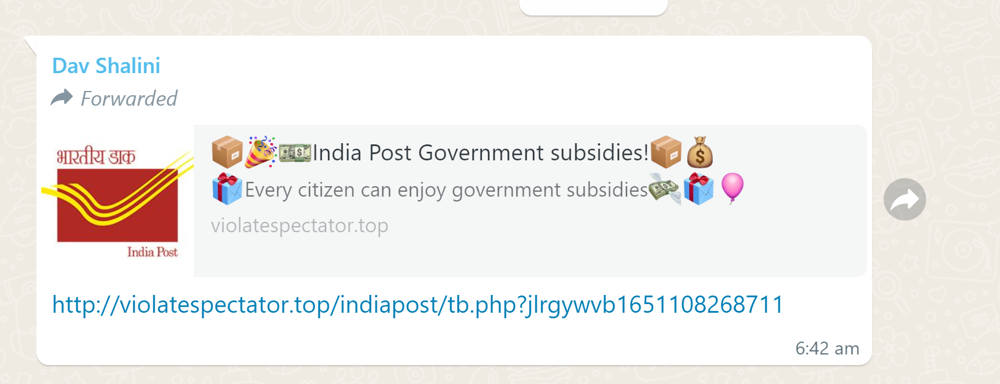 Dav Shalini
Forwarded
भारतीय डाक
India Post
📦🎉💵India Post Government subsidies!📦💰
🎁Every citizen can enjoy government subsidies💸🎁🎈
violatespectator.top
http://violatespectator.top/indiapost/tb.php?jlrgywvb1651108268711
6:42 am